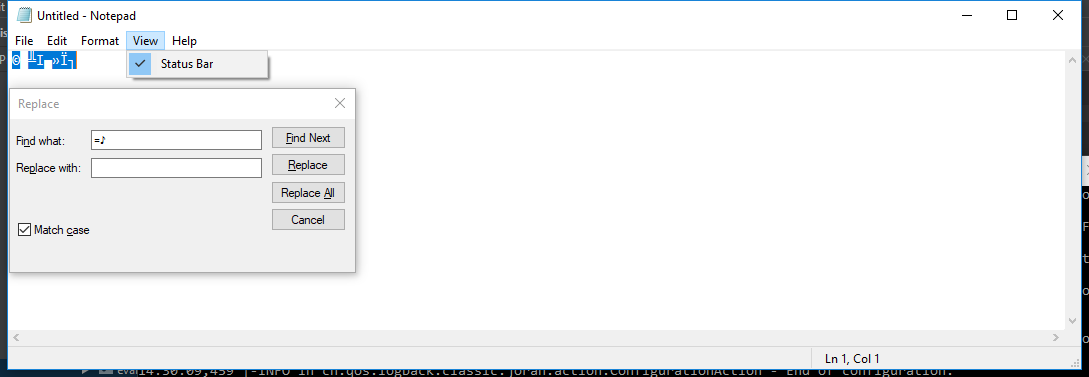 Untitled - Notepad
File Edit Format View Help
Status Bar
Replace
Find what:
=♪
Find Next
Replace with:
Replace
Replace All
Cancel
Match case
Ln 1, Col 1
14:30:09,459 |-INFO in ch.qos.logback.classic.joran.action.ConfigurationAction - End of configuration.